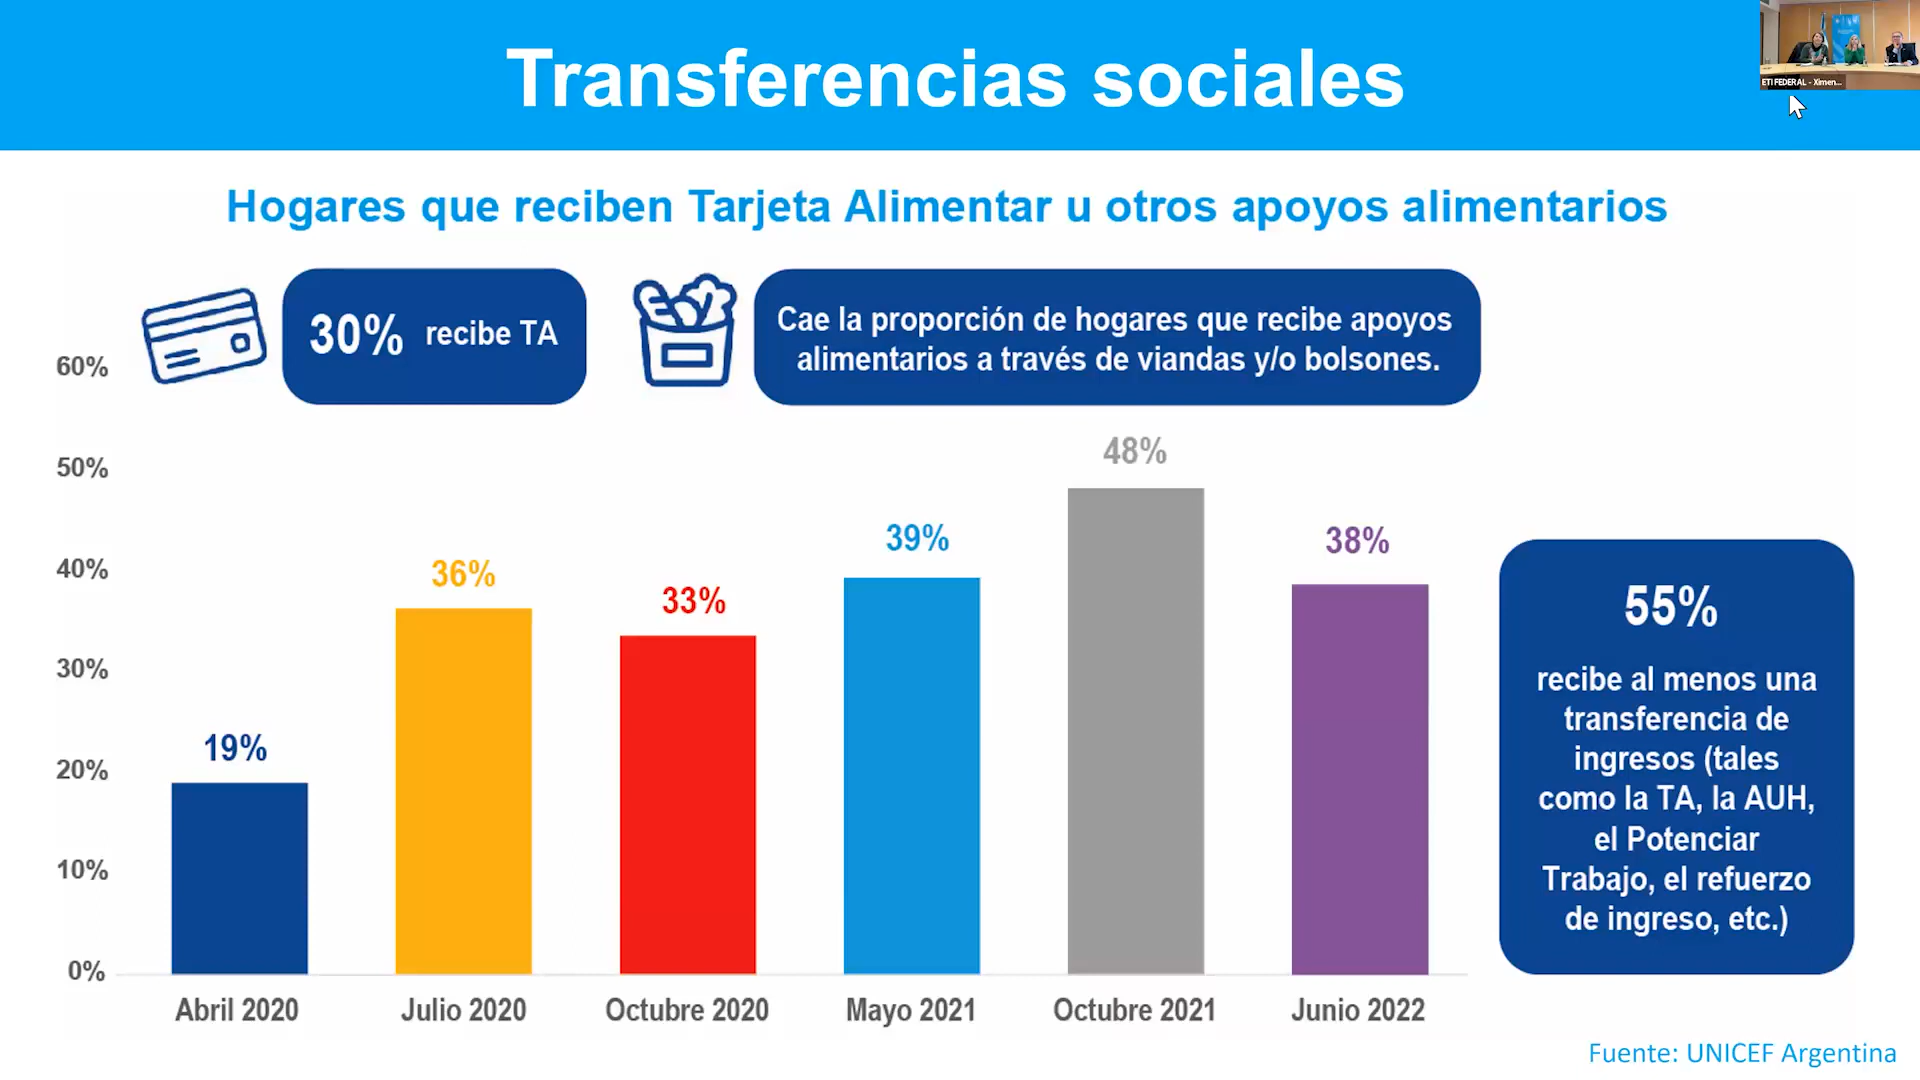 Transferencias sociales
ETI FEDERAL - Ximen...
Hogares que reciben Tarjeta Alimentar u otros apoyos alimentarios
30% recibe TA
Cae la proporción de hogares que recibe apoyos
alimentarios a través de viandas y/o bolsones.
60%
50%
40%
30%
20%
10%
0%
19%
36%
33%
39%
48%
38%
Abril 2020
Julio 2020
Octubre 2020
Mayo 2021
Octubre 2021
Junio 2022
55%
recibe al menos una
transferencia de
ingresos (tales
como la TA, la AUH,
el Potenciar
Trabajo, el refuerzo
de ingreso, etc.)
Fuente: UNICEF Argentina